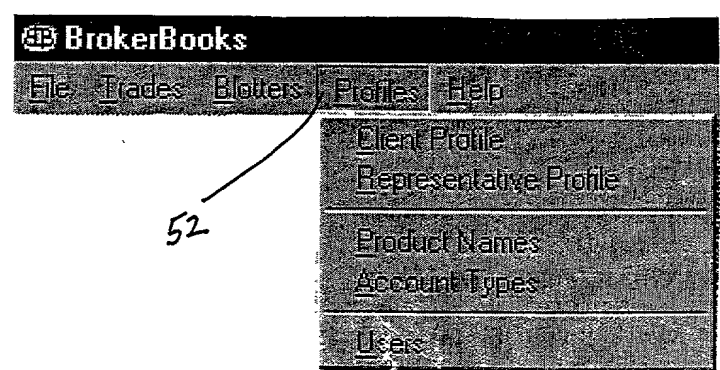 BrokerBooks
File Trades Blotters Profiles Help
Client Profile
Representative Profile
52
Product Names
Account Types
Users